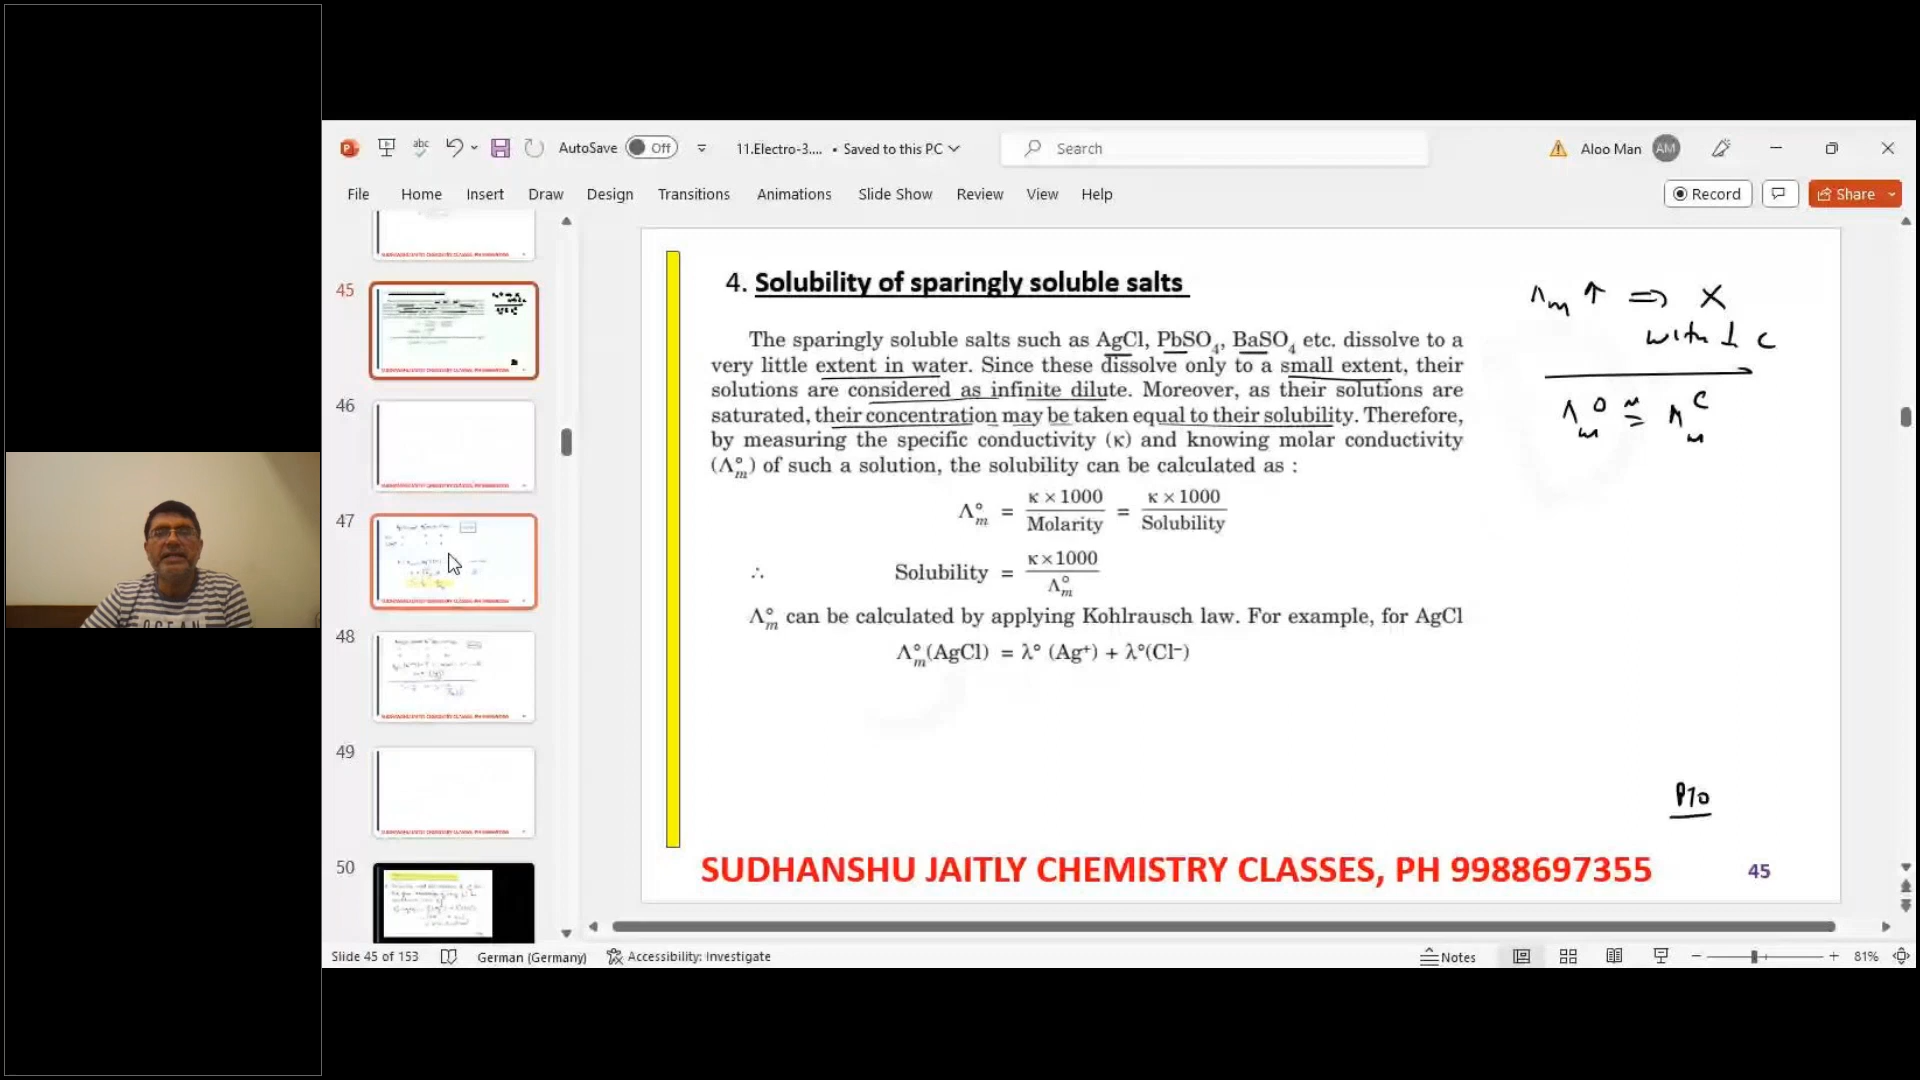 abc
AutoSave
Off
11.Electro-3.... • Saved to this PC
Search
Aloo Man
AM
File
Home
Insert
Draw
Design
Transitions
Animations
Slide Show
Review
View
Help
Record
Share
45
46
47
48
49
50
4. Solubility of sparingly soluble salts
The sparingly soluble salts such as AgCl, PbSO₄, BaSO₄ etc. dissolve to a
very little extent in water. Since these dissolve only to a small extent, their
solutions are considered as infinite dilute. Moreover, as their solutions are
saturated, their concentration may be taken equal to their solubility. Therefore,
by measuring the specific conductivity (κ) and knowing molar conductivity
(Λ°m) of such a solution, the solubility can be calculated as :
Λ°m = κ × 1000 / Molarity = κ × 1000 / Solubility
∴ Solubility = κ×1000 / Λ°m
Λ°m can be calculated by applying Kohlrausch law. For example, for AgCl
Λ°m(AgCl) = λ° (Ag⁺) + λ°(Cl⁻)
Λm ↑ ⇒ X
with ↓ C
Λ°m ≃ Λᶜm
PTO
SUDHANSHU JAITLY CHEMISTRY CLASSES, PH 9988697355
45
OCEAN
Slide 45 of 153
German (Germany)
Accessibility: Investigate
Notes
81%